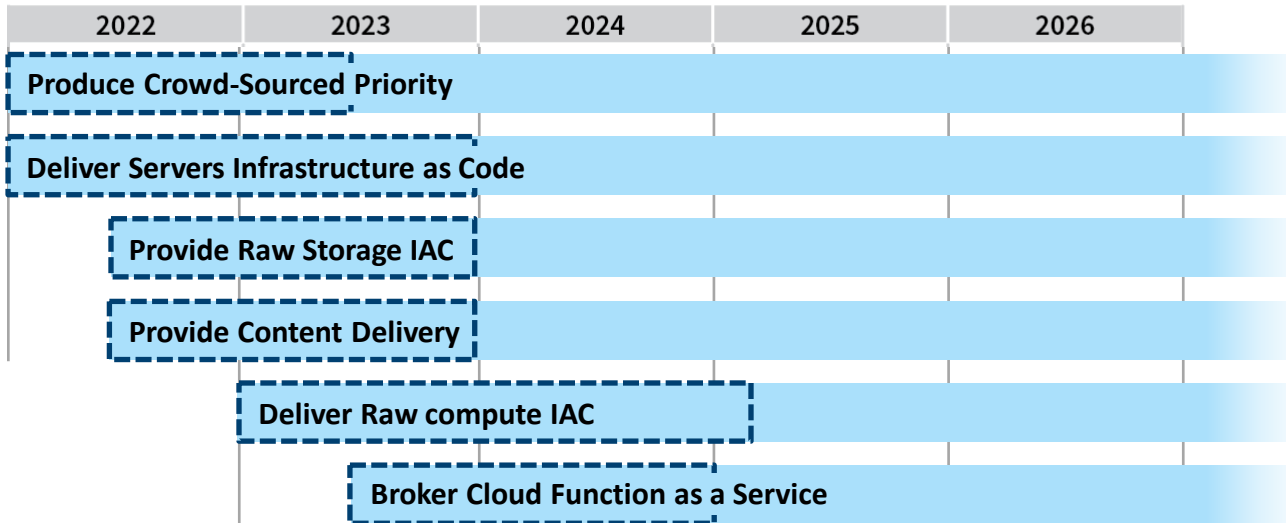 2022 2023 2024 2025 2026
Produce Crowd-Sourced Priority
Deliver Servers Infrastructure as Code
Provide Raw Storage IAC
Provide Content Delivery
Deliver Raw compute IAC
Broker Cloud Function as a Service